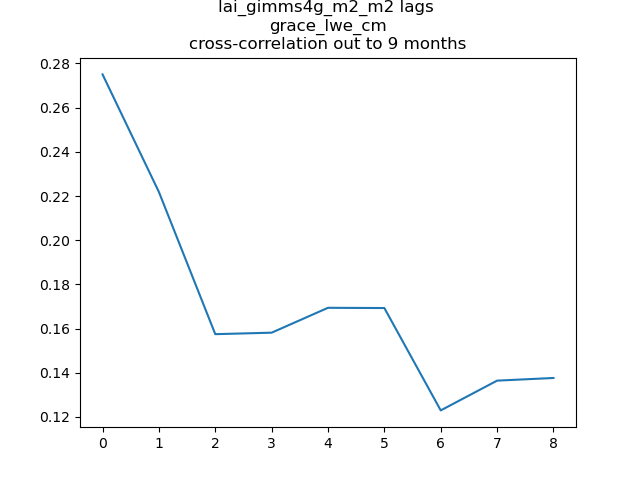 lai_gimms4g_m2_m2 lags
grace_lwe_cm
cross-correlation out to 9 months
0.28
0.26
0.24
0.22
0.20
0.18
0.16
0.14
0.12
0 1 2 3 4 5 6 7 8